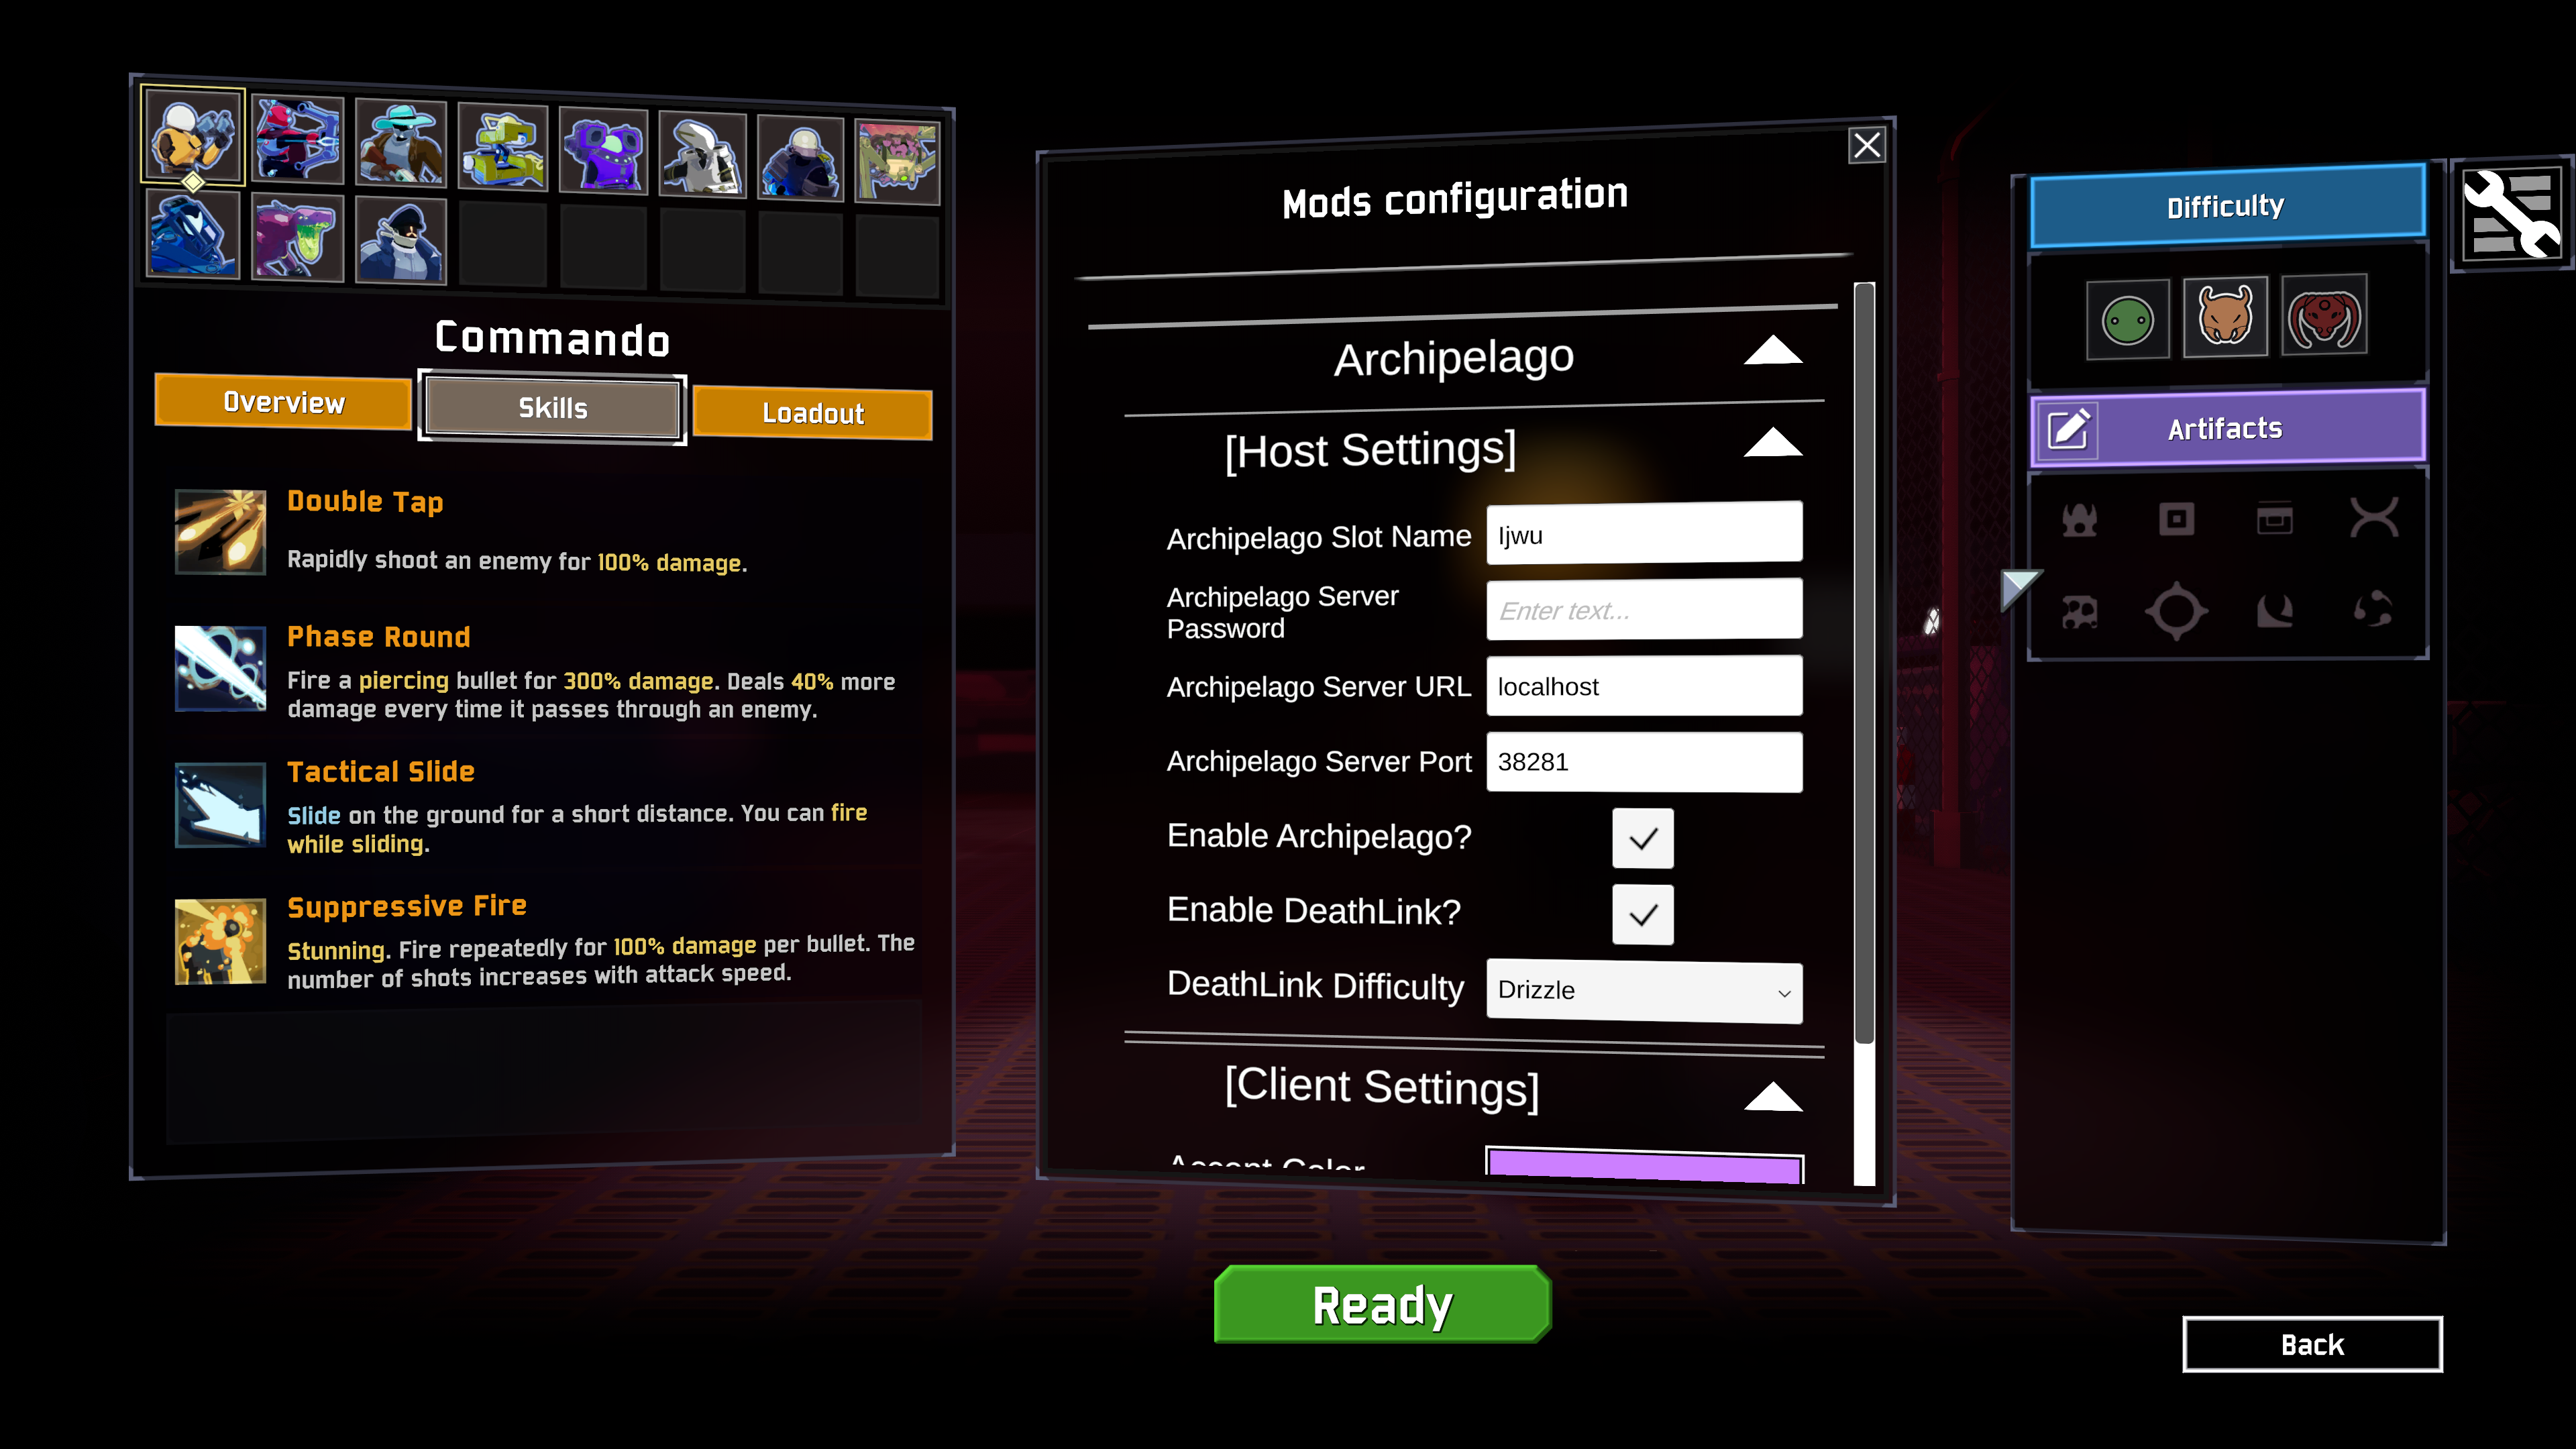 Commando
Overview
Skills
Loadout
Double Tap
Rapidly shoot an enemy for 100% damage.
Phase Round
Fire a piercing bullet for 300% damage. Deals 40% more
damage every time it passes through an enemy.
Tactical Slide
Slide on the ground for a short distance. You can fire
while sliding.
Suppressive Fire
Stunning. Fire repeatedly for 100% damage per bullet. The
number of shots increases with attack speed.
Mods configuration
Archipelago
[Host Settings]
Archipelago Slot Name
Ijwu
Archipelago Server
Password
Enter text...
Archipelago Server URL
localhost
Archipelago Server Port
38281
Enable Archipelago?
Enable DeathLink?
DeathLink Difficulty
Drizzle
[Client Settings]
Accent Color
Difficulty
Artifacts
Ready
Back